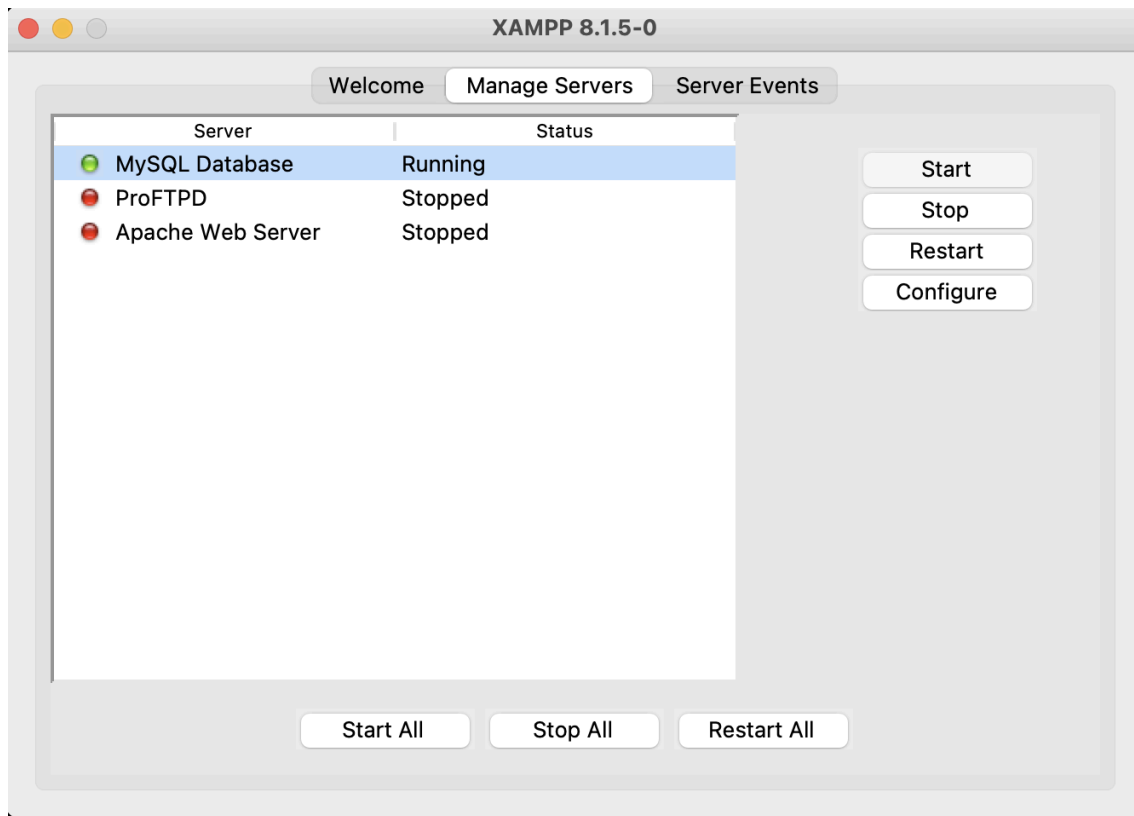 XAMPP 8.1.5-0
Welcome Manage Servers Server Events
Server Status
MySQL Database Running
ProFTPD Stopped
Apache Web Server Stopped
Start
Stop
Restart
Configure
Start All Stop All Restart All